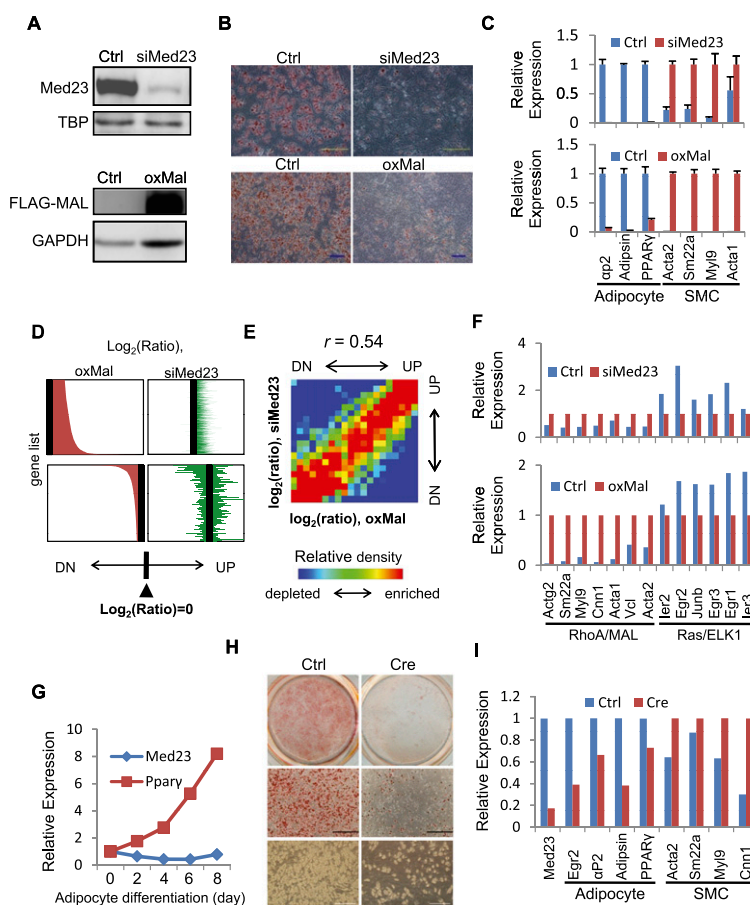 A
Ctrl siMed23
Med23
TBP
Ctrl oxMal
FLAG-MAL
GAPDH
B
Ctrl siMed23
Ctrl oxMal
C
Ctrl siMed23
Relative
Expression
1.5
1
0.5
0
Ctrl oxMal
Relative
Expression
1.5
1
0.5
0
αp2
Adipsin
PPARγ
Acta2
Sm22a
Myl9
Acta1
Adipocyte SMC
D
Log2(Ratio),
oxMal siMed23
gene list
DN UP
Log2(Ratio)=0
E
r = 0.54
DN UP
log2(ratio), siMed23
UP
DN
log2(ratio), oxMal
Relative density
depleted enriched
F
Ctrl siMed23
Relative
Expression
4
2
0
Ctrl oxMal
Relative
Expression
2
1
0
Actg2
Sm22a
Myl9
Cnn1
Acta1
Vcl
Acta2
Ier2
Egr2
Junb
Egr3
Egr1
Ier3
RhoA/MAL Ras/ELK1
G
Relative Expression
10
8
6
4
2
0
Med23
Pparγ
0 2 4 6 8
Adipocyte differentiation (day)
H
Ctrl Cre
I
Ctrl Cre
Relative Expression
1.2
1
0.8
0.6
0.4
0.2
0
Med23
Egr2
αP2
Adipsin
PPARγ
Acta2
Sm22a
Myl9
Cnn1
Adipocyte SMC